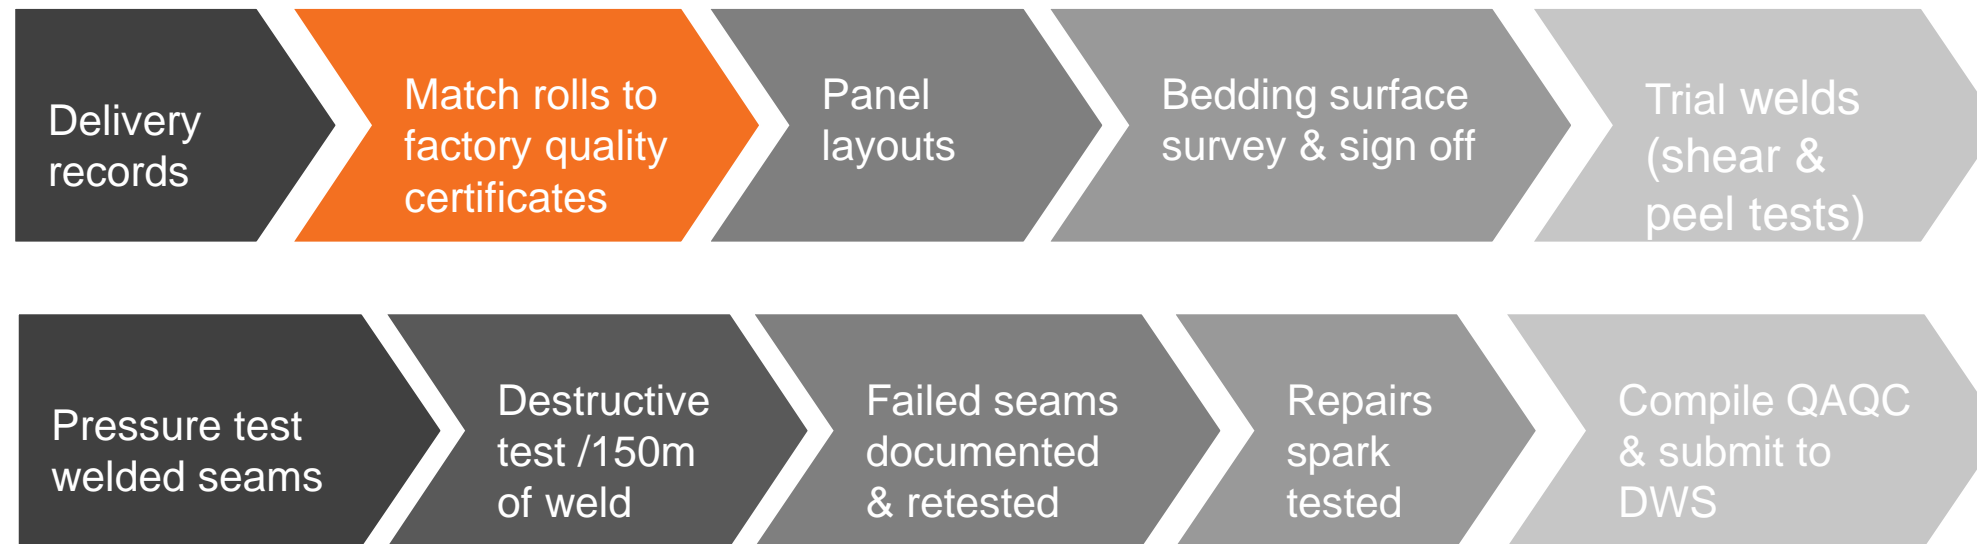 Delivery
records
Match rolls to
factory quality
certificates
Panel
layouts
Bedding surface
survey & sign off
Trial welds
(shear &
peel tests)
Pressure test
welded seams
Destructive
test /150m
of weld
Failed seams
documented
& retested
Repairs
spark
tested
Compile QAQC
& submit to
DWS